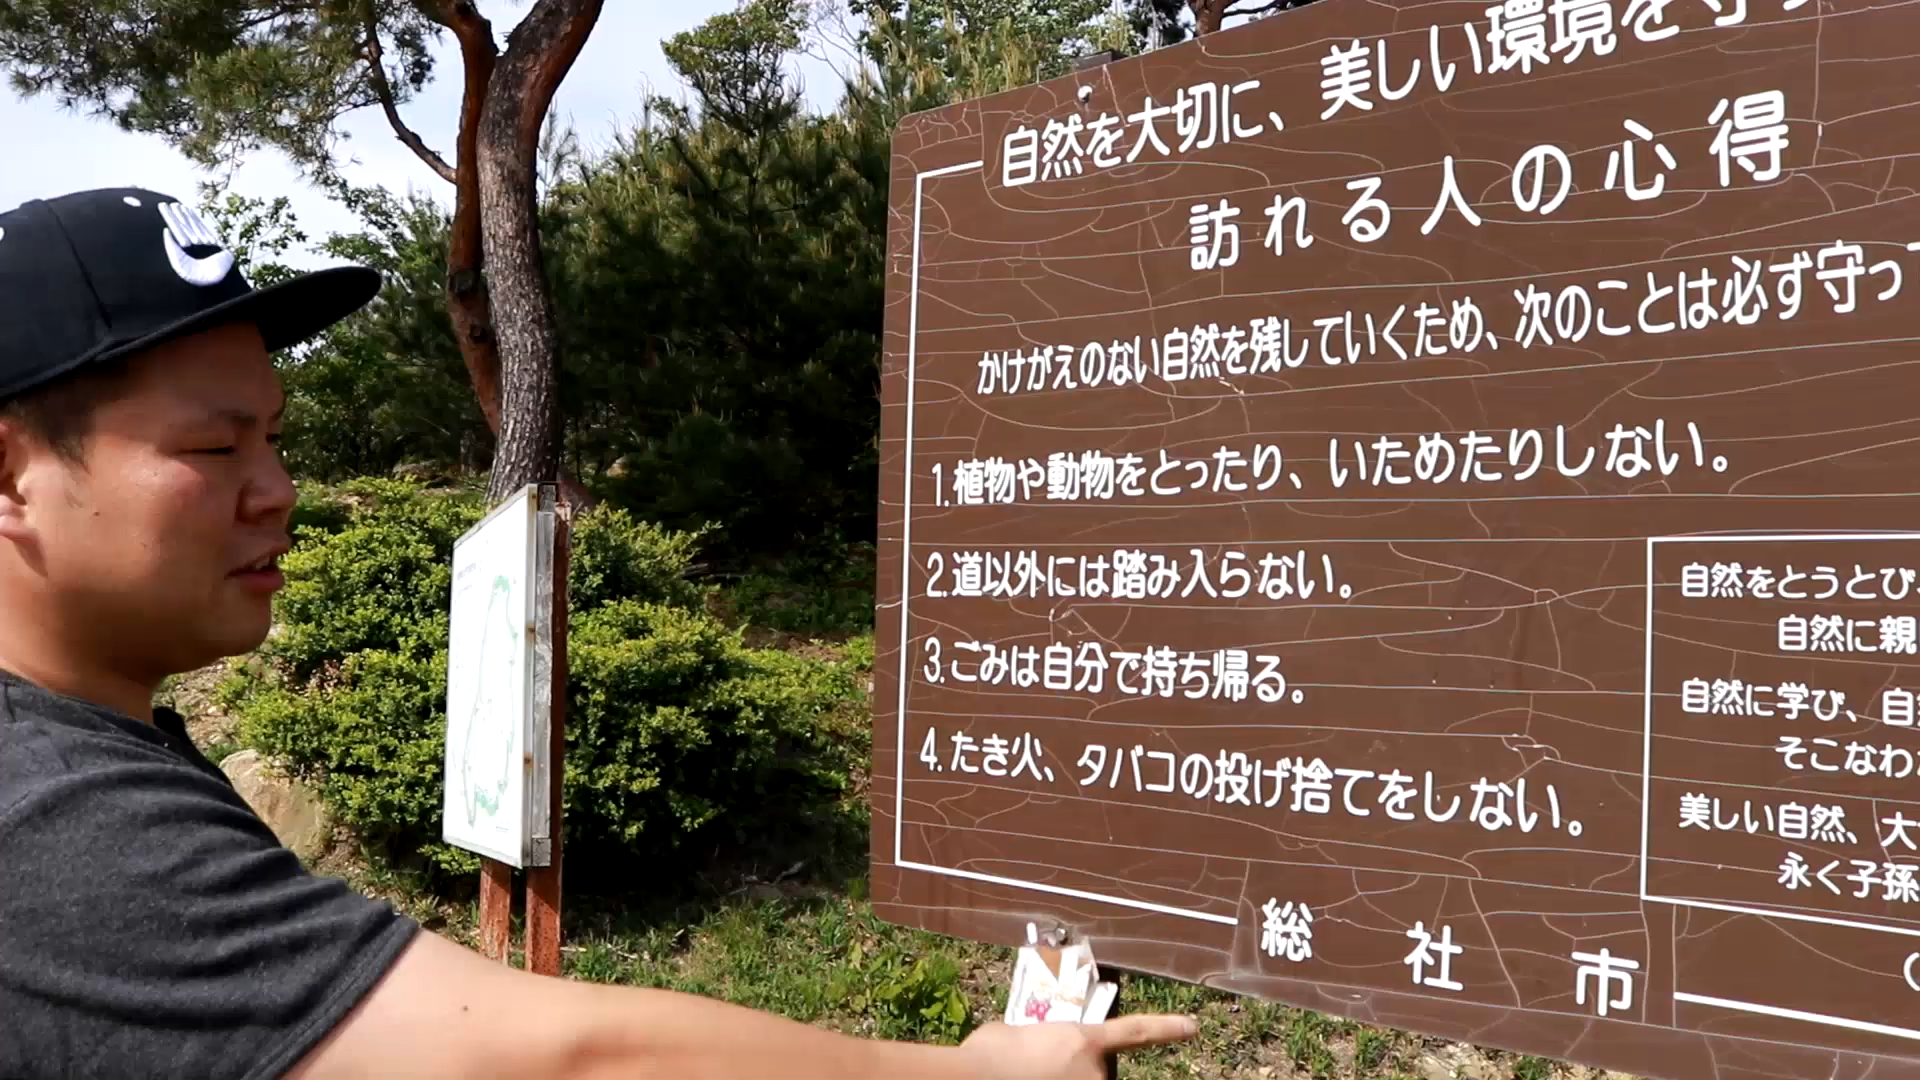 自然を大切に、美しい環境を守
訪れる人の心得
かけがえのない自然を残していくため、次のことは必ず守っ
1.植物や動物をとったり、いためたりしない。
2.道以外には踏み入らない。
3.ごみは自分で持ち帰る。
4.たき火、タバコの投げ捨てをしない。
自然をとうとび、
自然に親
自然に学び、自
そこなわ
美しい自然、大
永く子孫
総社市